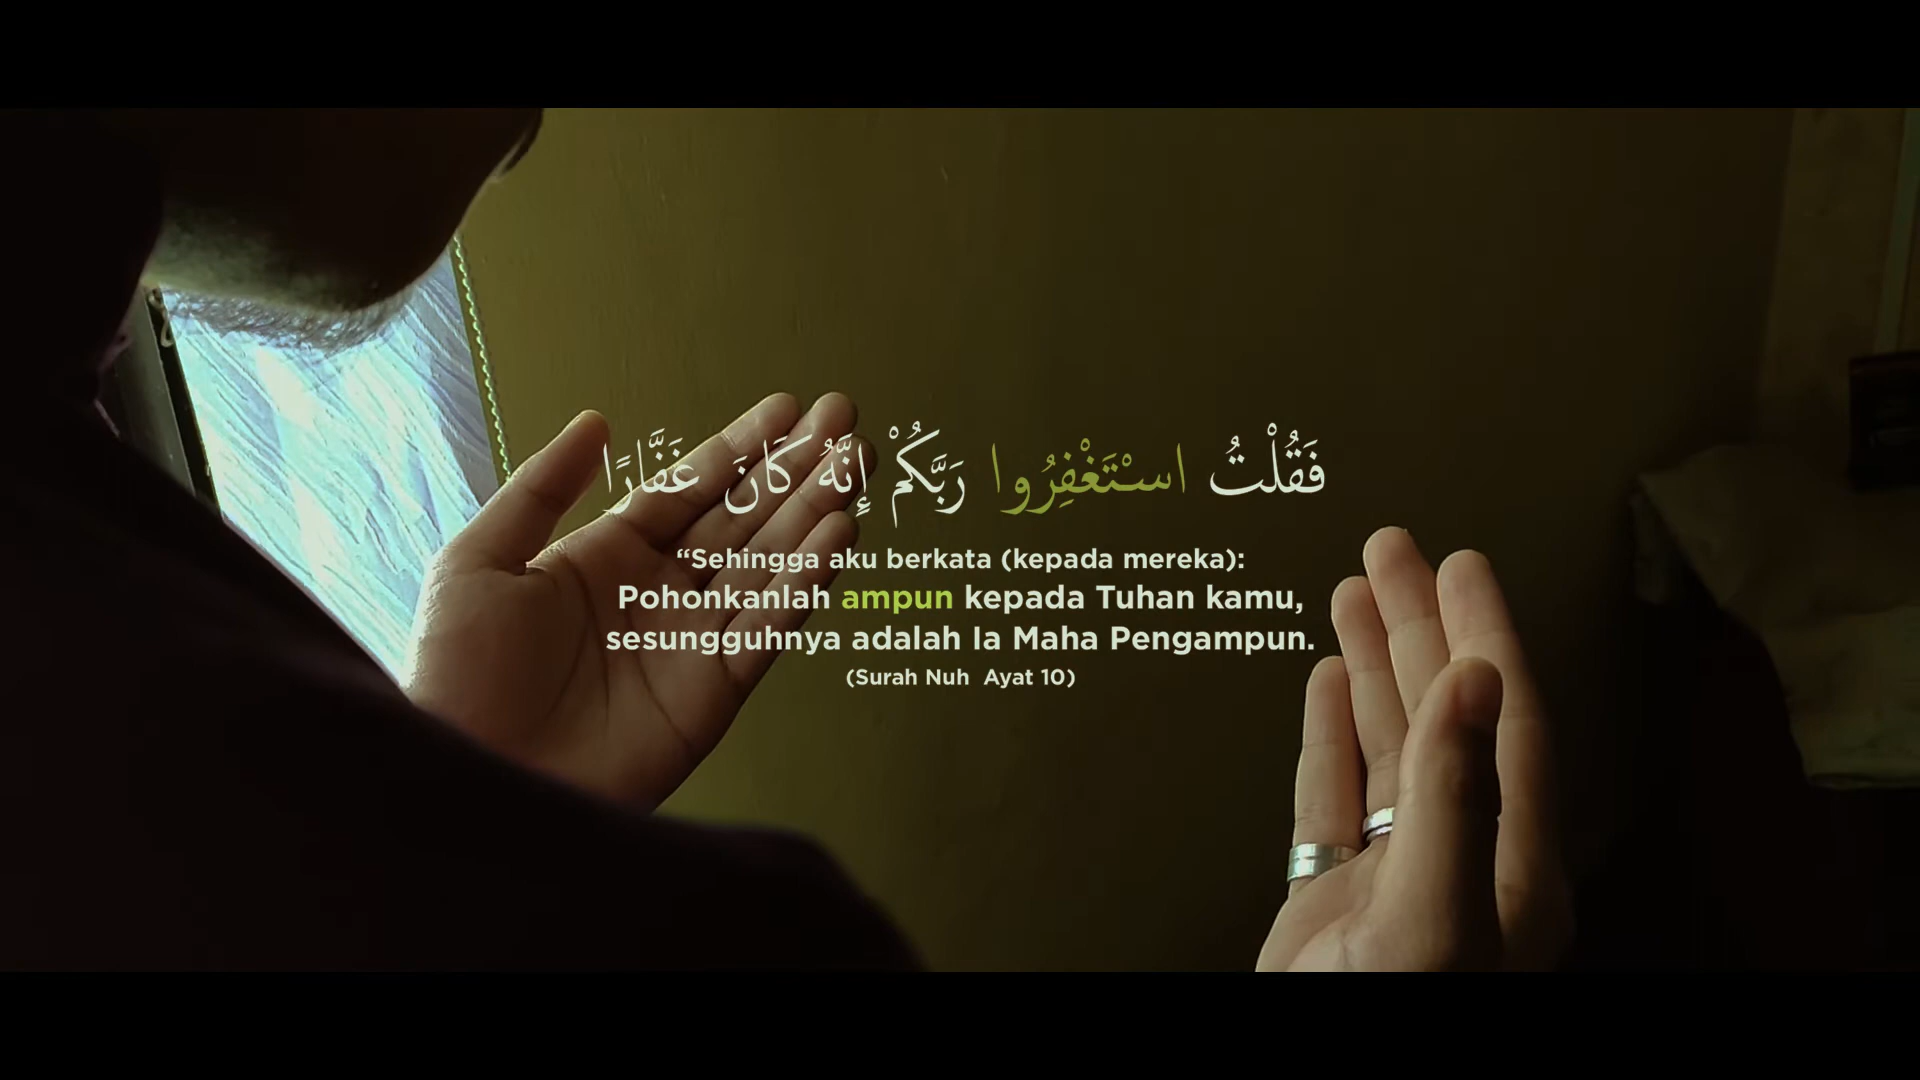 فَقُلْتُ اسْتَغْفِرُوا رَبَّكُمْ إِنَّهُ كَانَ غَفَّارًا
“Sehingga aku berkata (kepada mereka):
Pohonkanlah ampun kepada Tuhan kamu,
sesungguhnya adalah Ia Maha Pengampun.
(Surah Nuh  Ayat 10)